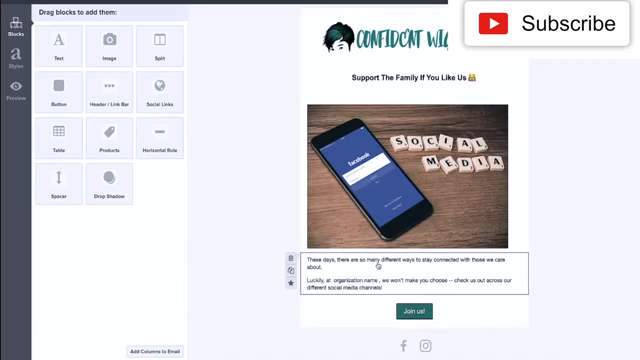 Drag blocks to add them:
Blocks
Styles
Preview
Text
Image
Split
Button
Header / Link Bar
Social Links
Table
Products
Horizontal Rule
Spacer
Drop Shadow
Add Columns to Email
Subscribe
Support The Family If You Like Us
facebook
SOCIAL
MEDIA
These days, there are so many different ways to stay connected with those we care
about.
Luckily, at organization name , we won't make you choose -- check us out across our
different social media channels!
Join us!